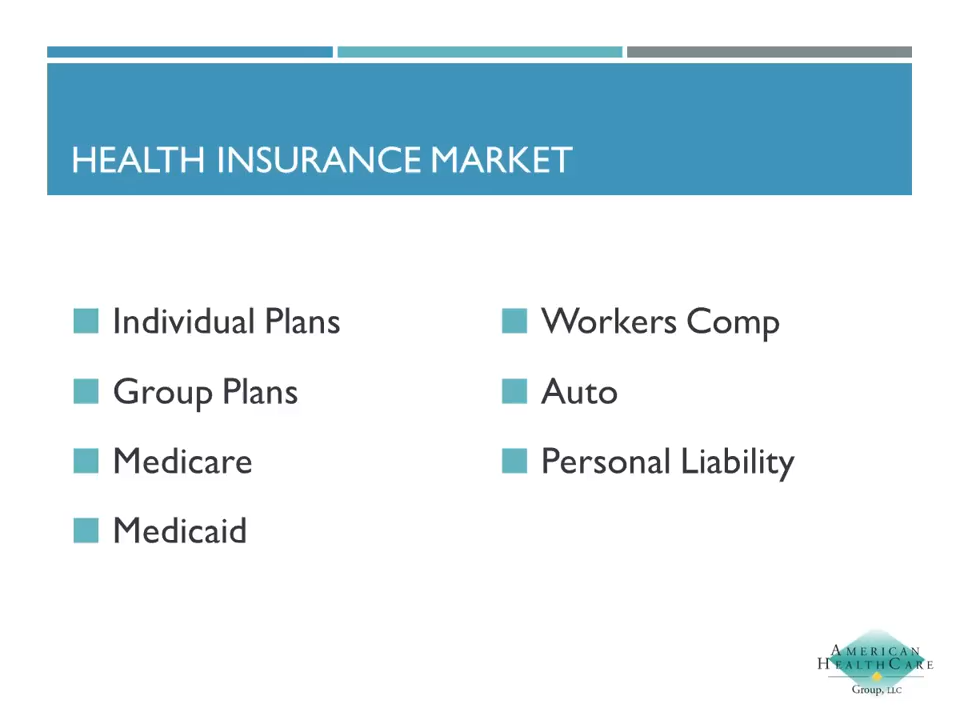 HEALTH INSURANCE MARKET
Individual Plans
Group Plans
Medicare
Medicaid
Workers Comp
Auto
Personal Liability
AMERICAN
HEALTHCARE
Group, LLC